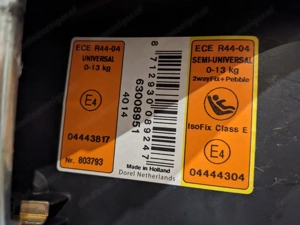 ECE R44-04
UNIVERSAL
0-13 kg
E4
04443817
Nr. 803793
8 712930 089247
63008951
4014
Made in Holland
Dorel Netherlands
ECE R44-04
SEMI-UNIVERSAL
0-13 kg
2wayFix+Pebble
IsoFix Class E
E4
04444304